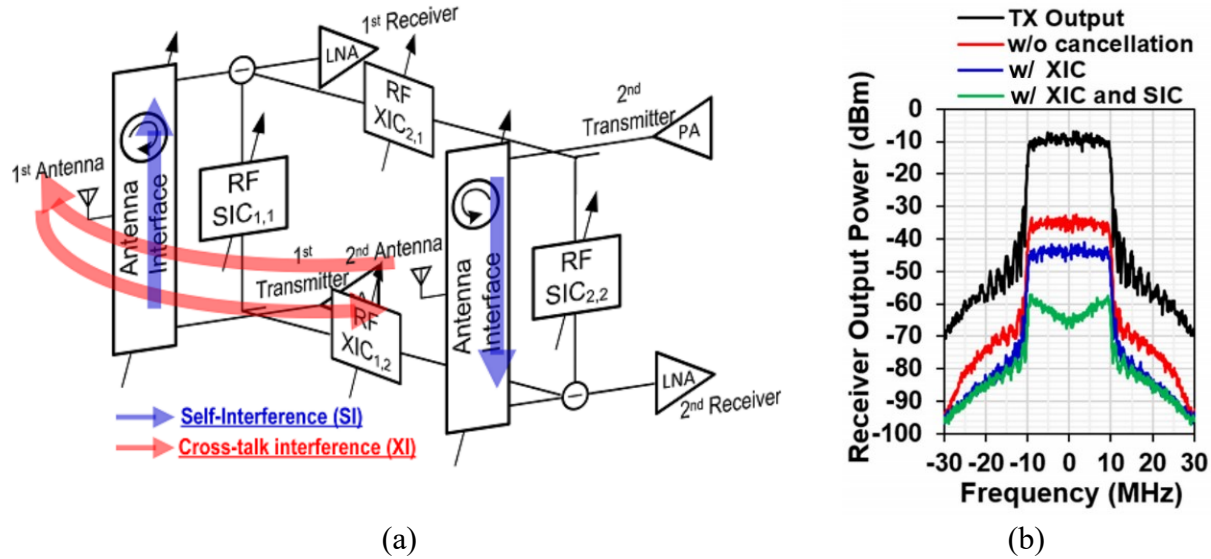 1st Receiver
LNA
RF
XIC2,1
2nd
Transmitter
PA
1st Antenna
Antenna
Interface
RF
SIC1,1
1st
Transmitter
2nd Antenna
RF
XIC1,2
Antenna
Interface
RF
SIC2,2
LNA
2nd Receiver
Self-Interference (SI)
Cross-talk interference (XI)
(a)
TX Output
w/o cancellation
w/ XIC
w/ XIC and SIC
Receiver Output Power (dBm)
0
-10
-20
-30
-40
-50
-60
-70
-80
-90
-100
-30 -20 -10 0 10 20 30
Frequency (MHz)
(b)